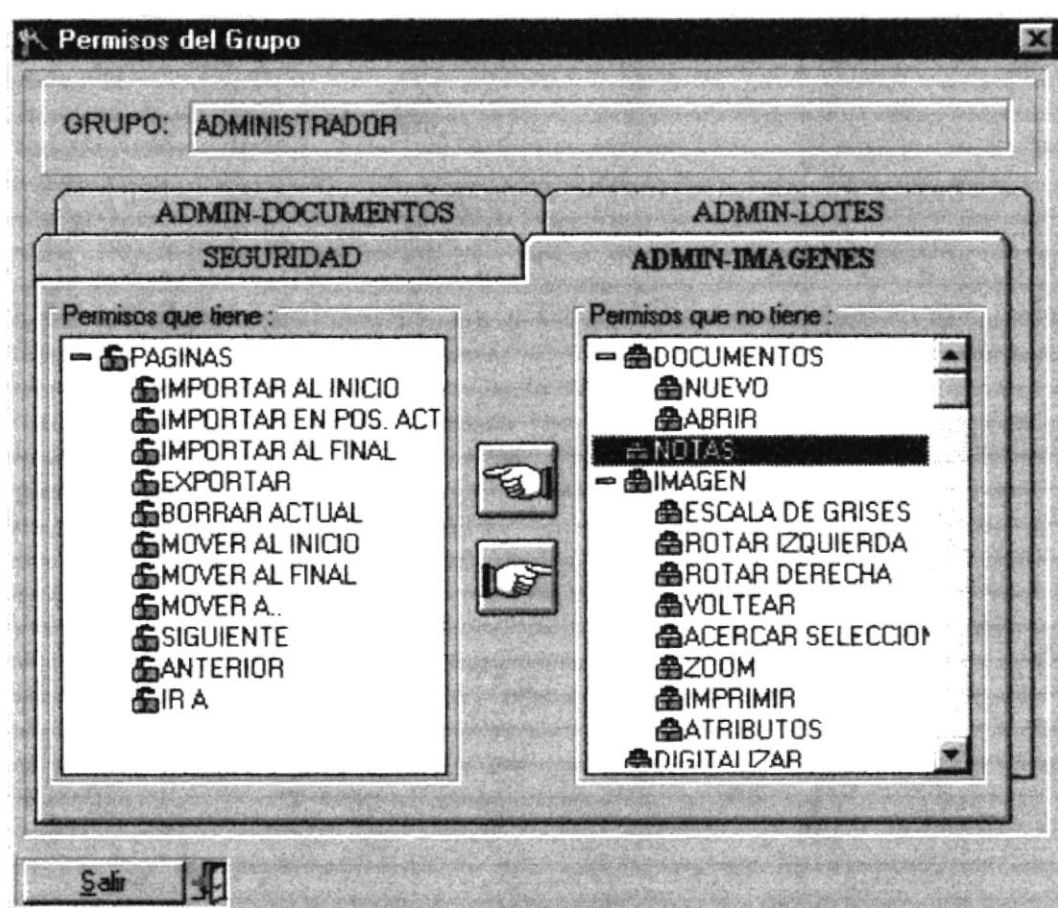 Permisos del Grupo
GRUPO: ADMINISTRADOR
ADMIN-DOCUMENTOS
ADMIN-LOTES
SEGURIDAD
ADMIN-IMAGENES
Permisos que tiene :
PAGINAS
IMPORTAR AL INICIO
IMPORTAR EN POS. ACT
IMPORTAR AL FINAL
EXPORTAR
BORRAR ACTUAL
MOVER AL INICIO
MOVER AL FINAL
MOVER A..
SIGUIENTE
ANTERIOR
IR A
Permisos que no tiene :
DOCUMENTOS
NUEVO
ABRIR
NOTAS
IMAGEN
ESCALA DE GRISES
ROTAR IZQUIERDA
ROTAR DERECHA
VOLTEAR
ACERCAR SELECCION
ZOOM
IMPRIMIR
ATRIBUTOS
DIGITALIZAR
Salir